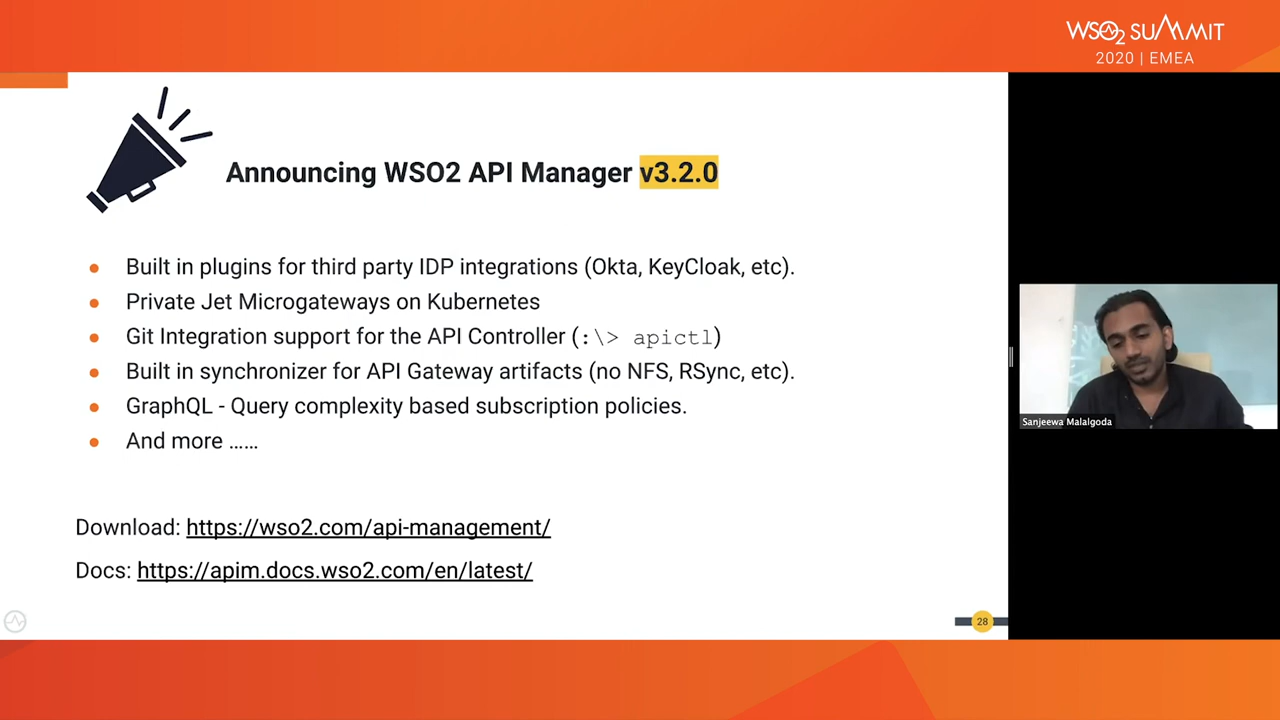 WSO2 SUMMIT
2020 | EMEA
Announcing WSO2 API Manager v3.2.0
● Built in plugins for third party IDP integrations (Okta, KeyCloak, etc).
● Private Jet Microgateways on Kubernetes
● Git Integration support for the API Controller (:\> apictl)
● Built in synchronizer for API Gateway artifacts (no NFS, RSync, etc).
● GraphQL - Query complexity based subscription policies.
● And more ......
Download: https://wso2.com/api-management/
Docs: https://apim.docs.wso2.com/en/latest/
28
Sanjeewa Malalgoda